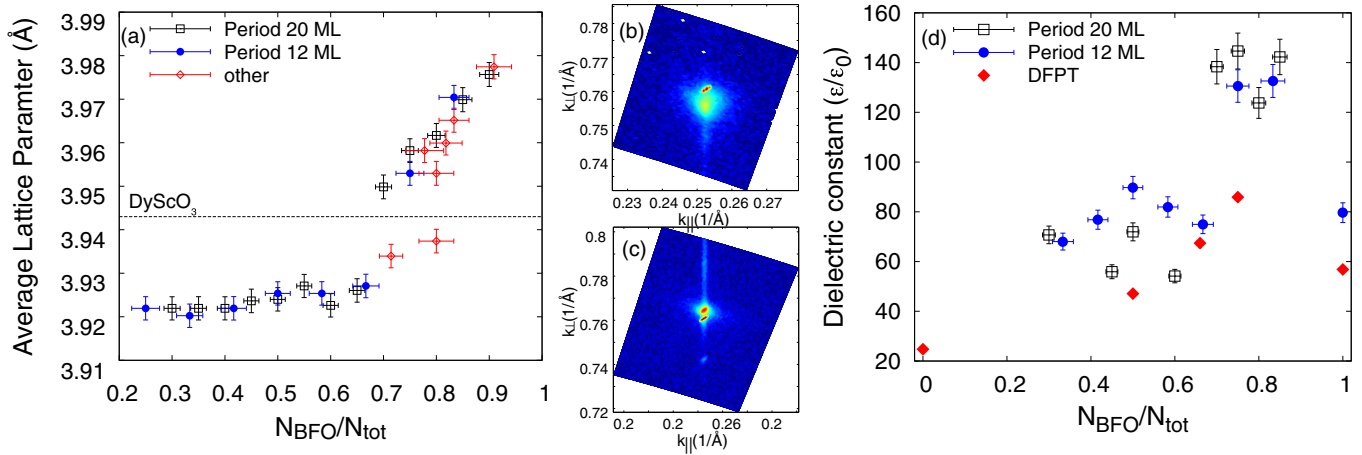 (a)
Period 20 ML
Period 12 ML
other
DyScO3
3.99
3.98
3.97
3.96
3.95
3.94
3.93
3.92
3.91
Average Lattice Paramter (Å)
0.2 0.3 0.4 0.5 0.6 0.7 0.8 0.9 1
NBFO/Ntot
(b)
0.78
0.77
0.76
0.75
0.74
k⊥(1/Å)
0.23 0.24 0.25 0.26 0.27
k||(1/Å)
(c)
0.8
0.78
0.76
0.74
0.72
k⊥(1/Å)
0.2 0.24 0.26 0.2
k||(1/Å)
(d)
Period 20 ML
Period 12 ML
DFPT
160
140
120
100
80
60
40
20
Dielectric constant (ε/ε0)
0 0.2 0.4 0.6 0.8 1
NBFO/Ntot